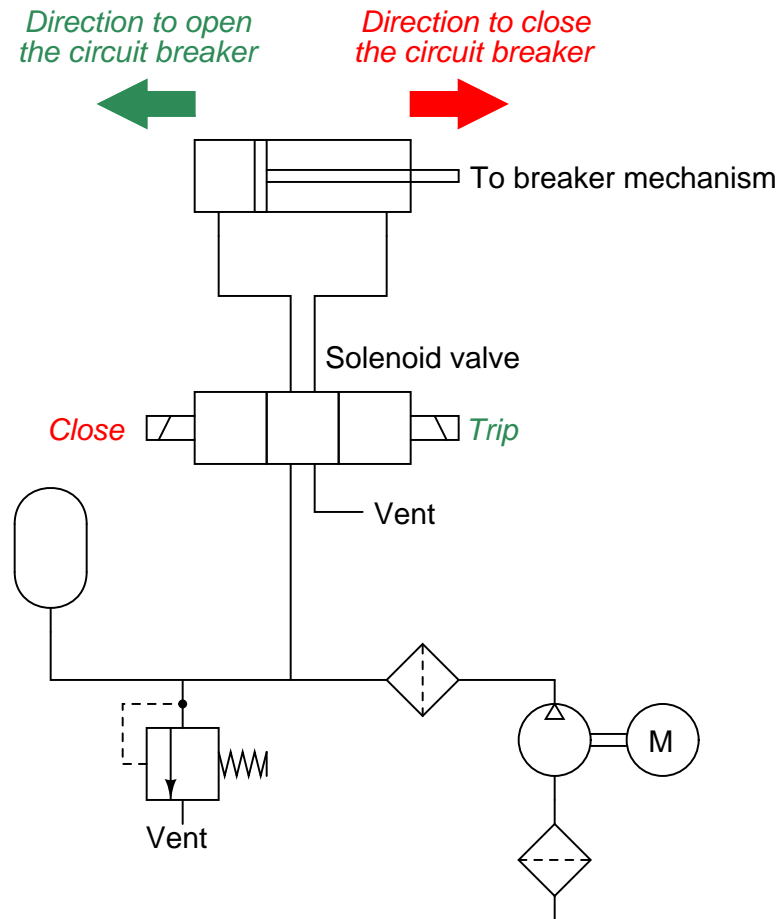 Direction to open
the circuit breaker
Direction to close
the circuit breaker
To breaker mechanism
Solenoid valve
Close
Trip
Vent
M
Vent